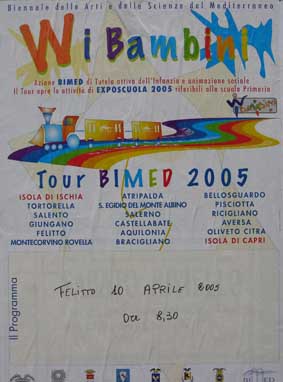 Biennale delle Arti e delle Scienze del Mediterraneo
W i Bambini
Azione BIMED di Tutela attiva dell'Infanzia e animazione sociale
Il Tour apre le attività di EXPOSCUOLA 2005 riferibili alla scuola Primaria
W i BAMBINI
Tour BIMED 2005
ISOLA DI ISCHIA
TORTORELLA
SALENTO
GIUNGANO
FELITTO
MONTECORVINO ROVELLA
ATRIPALDA
S. EGIDIO DEL MONTE ALBINO
SALERNO
CASTELLABATE
AQUILONIA
BRACIGLIANO
BELLOSGUARDO
PISCIOTTA
RICIGLIANO
AVERSA
OLIVETO CITRA
ISOLA DI CAPRI
Il Programma
FELITTO 10 APRILE 2005
ORE 8,30